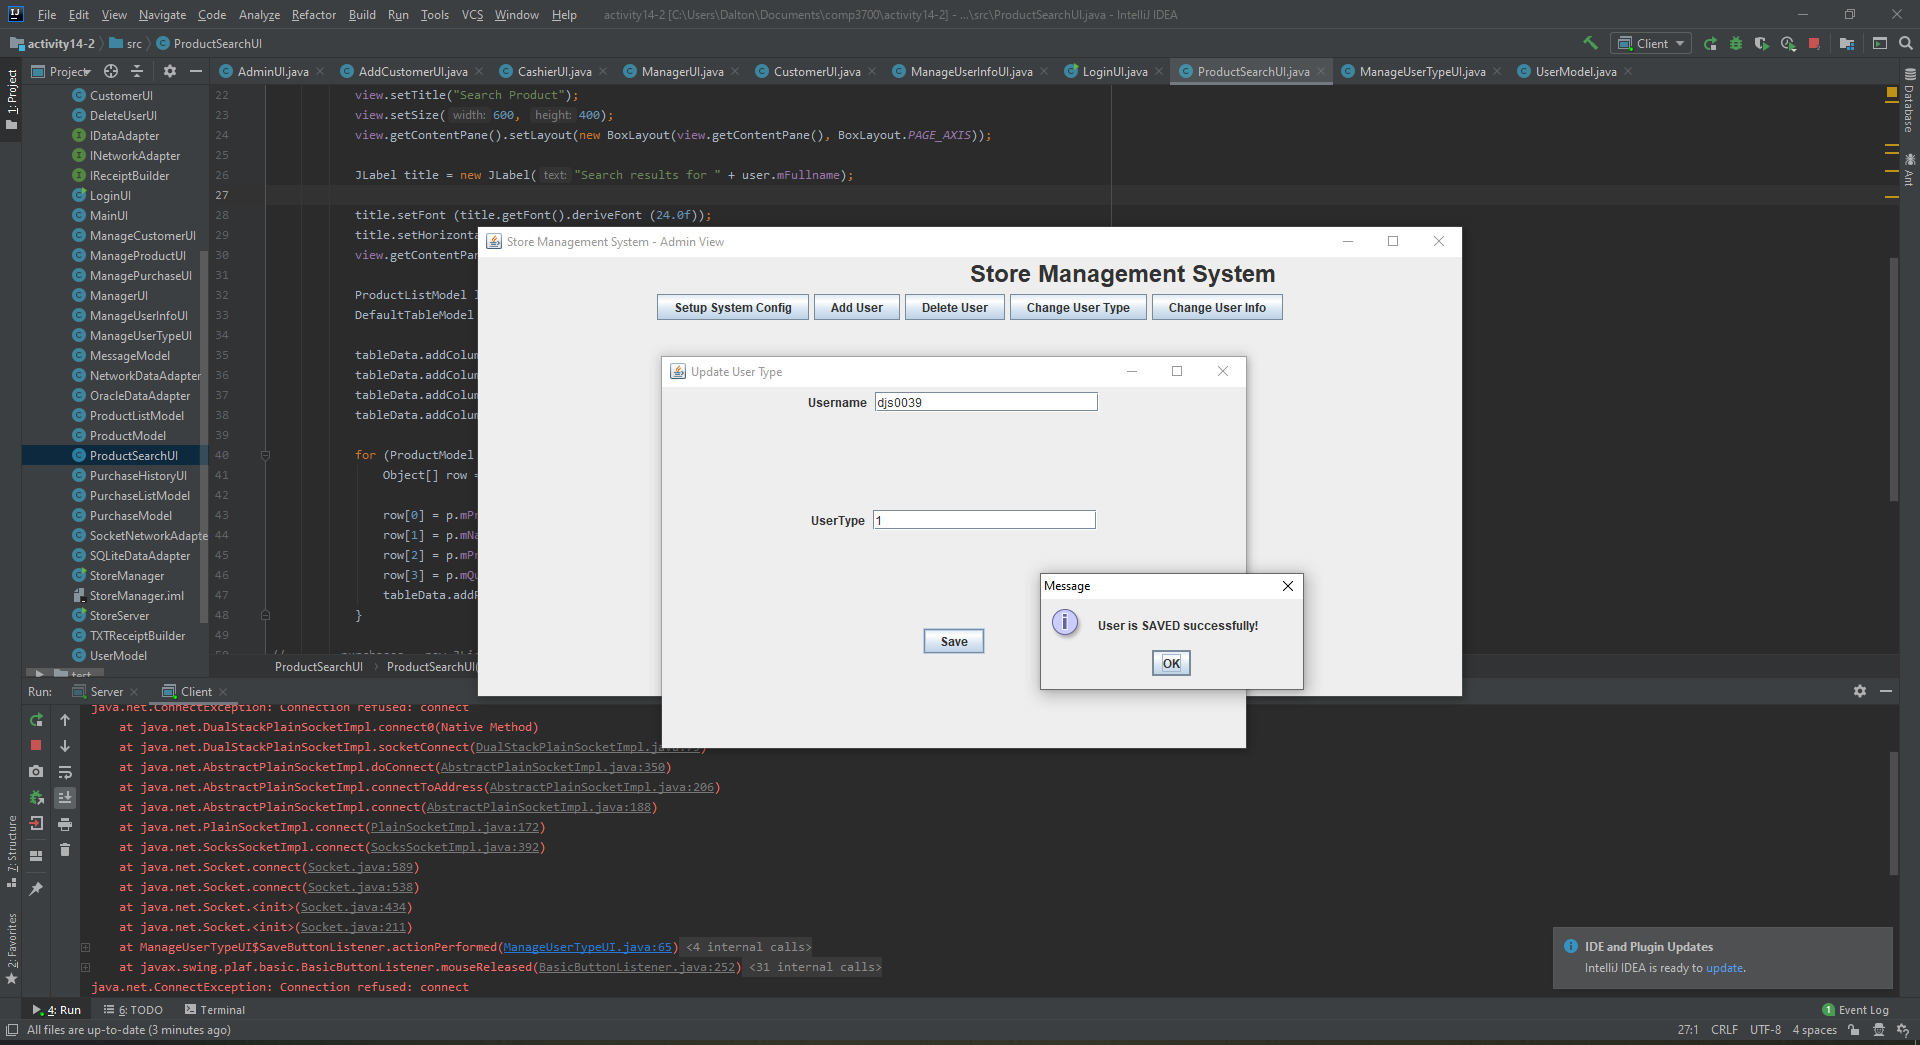 File Edit View Navigate Code Analyze Refactor Build Run Tools VCS Window Help activity14-2 [C:\Users\Dalton\Documents\comp3700\activity14-2] - ...\src\ProductSearchUI.java - IntelliJ IDEA
activity14-2 src ProductSearchUI
Client
Project
AdminUI.java AddCustomerUI.java CashierUI.java ManagerUI.java CustomerUI.java ManageUserInfoUI.java LoginUI.java ProductSearchUI.java ManageUserTypeUI.java UserModel.java
1: Project
7: Structure
2: Favorites
Database
Ant
CustomerUI
DeleteUserUI
IDataAdapter
INetworkAdapter
IReceiptBuilder
LoginUI
MainUI
ManageCustomerUI
ManageProductUI
ManagePurchaseUI
ManagerUI
ManageUserInfoUI
ManageUserTypeUI
MessageModel
NetworkDataAdapter
OracleDataAdapter
ProductListModel
ProductModel
ProductSearchUI
PurchaseHistoryUI
PurchaseListModel
PurchaseModel
SocketNetworkAdapte
SQLiteDataAdapter
StoreManager
StoreManager.iml
StoreServer
TXTReceiptBuilder
UserModel
test
22 view.setTitle("Search Product");
23 view.setSize( width: 600, height: 400);
24 view.getContentPane().setLayout(new BoxLayout(view.getContentPane(), BoxLayout.PAGE_AXIS));
25
26 JLabel title = new JLabel( text: "Search results for " + user.mFullname);
27
28 title.setFont (title.getFont().deriveFont (24.0f));
29 title.setHorizonta
30 view.getContentPan
31
32 ProductListModel l
33 DefaultTableModel
34
35 tableData.addColum
36 tableData.addColum
37 tableData.addColum
38 tableData.addColum
39
40 for (ProductModel
41 Object[] row =
42
43 row[0] = p.mPr
44 row[1] = p.mNa
45 row[2] = p.mPr
46 row[3] = p.mQu
47 tableData.addR
48 }
49
ProductSearchUI ProductSearchUI(
Store Management System - Admin View
Store Management System
Setup System Config Add User Delete User Change User Type Change User Info
Update User Type
Username djs0039
UserType 1
Save
Message
User is SAVED successfully!
OK
Run: Server Client
java.net.ConnectException: Connection refused: connect
at java.net.DualStackPlainSocketImpl.connect0(Native Method)
at java.net.DualStackPlainSocketImpl.socketConnect(DualStackPlainSocketImpl.java:79)
at java.net.AbstractPlainSocketImpl.doConnect(AbstractPlainSocketImpl.java:350)
at java.net.AbstractPlainSocketImpl.connectToAddress(AbstractPlainSocketImpl.java:206)
at java.net.AbstractPlainSocketImpl.connect(AbstractPlainSocketImpl.java:188)
at java.net.PlainSocketImpl.connect(PlainSocketImpl.java:172)
at java.net.SocksSocketImpl.connect(SocksSocketImpl.java:392)
at java.net.Socket.connect(Socket.java:589)
at java.net.Socket.connect(Socket.java:538)
at java.net.Socket.<init>(Socket.java:434)
at java.net.Socket.<init>(Socket.java:211)
at ManageUserTypeUI$SaveButtonListener.actionPerformed(ManageUserTypeUI.java:65) <4 internal calls>
at javax.swing.plaf.basic.BasicButtonListener.mouseReleased(BasicButtonListener.java:252) <31 internal calls>
java.net.ConnectException: Connection refused: connect
IDE and Plugin Updates
IntelliJ IDEA is ready to update.
4: Run 6: TODO Terminal
1 Event Log
All files are up-to-date (3 minutes ago)
27:1 CRLF UTF-8 4 spaces